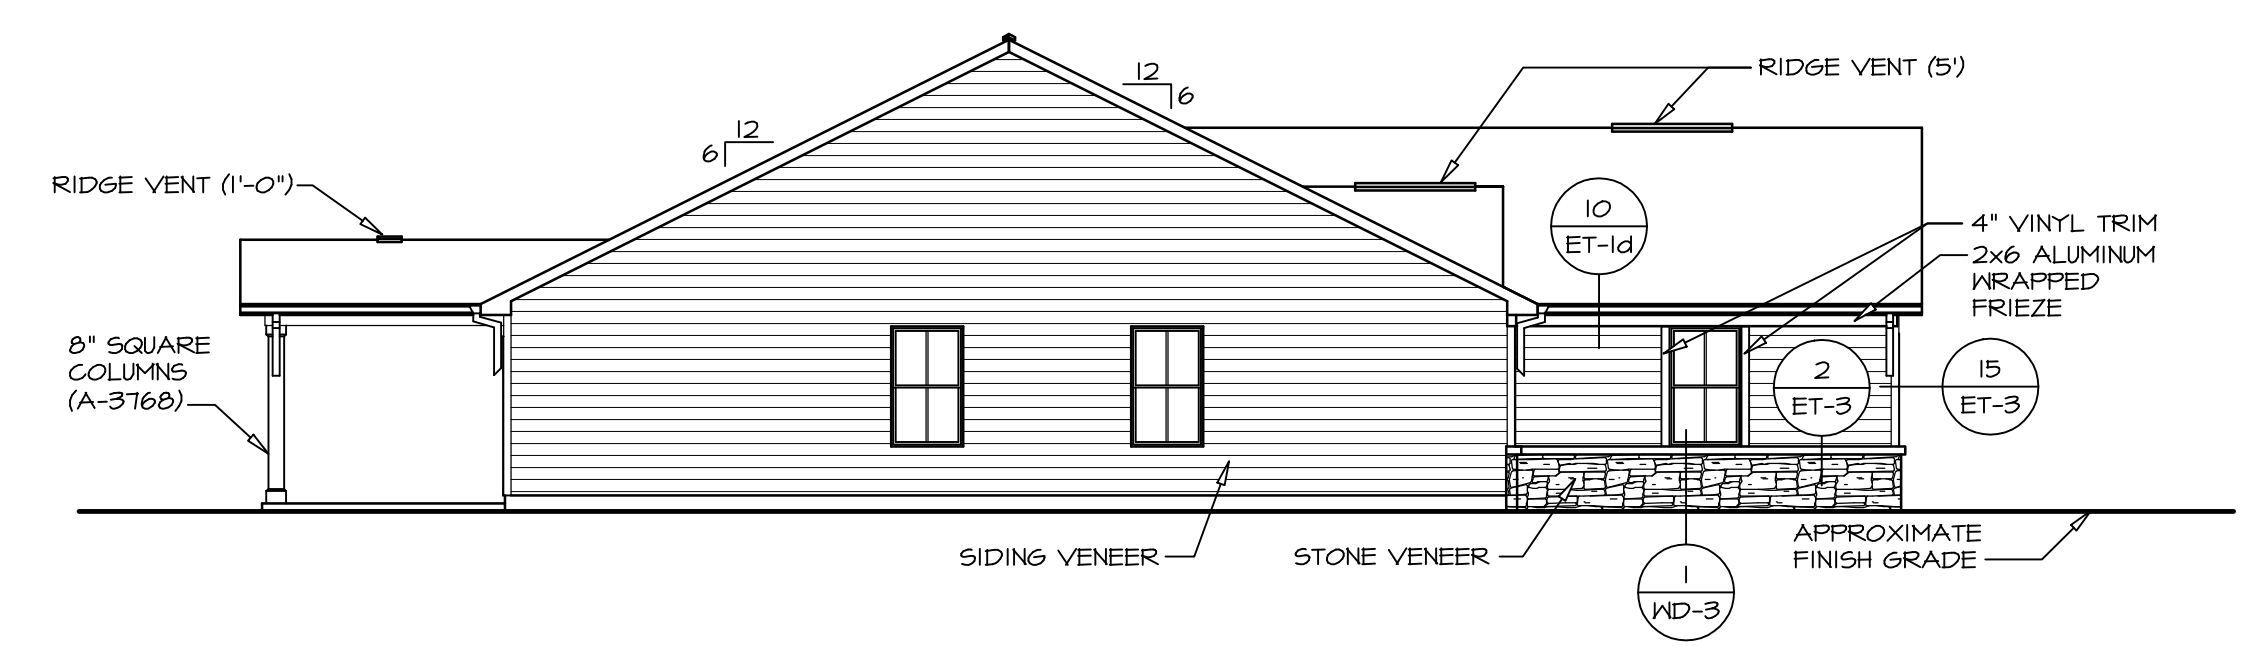 RIDGE VENT (5')
12
6
12
6
RIDGE VENT (1'-0")
10
ET-1d
4" VINYL TRIM
2x6 ALUMINUM
WRAPPED
FRIEZE
8" SQUARE
COLUMNS
(A-3768)
2
ET-3
15
ET-3
SIDING VENEER
STONE VENEER
APPROXIMATE
FINISH GRADE
1
WD-3